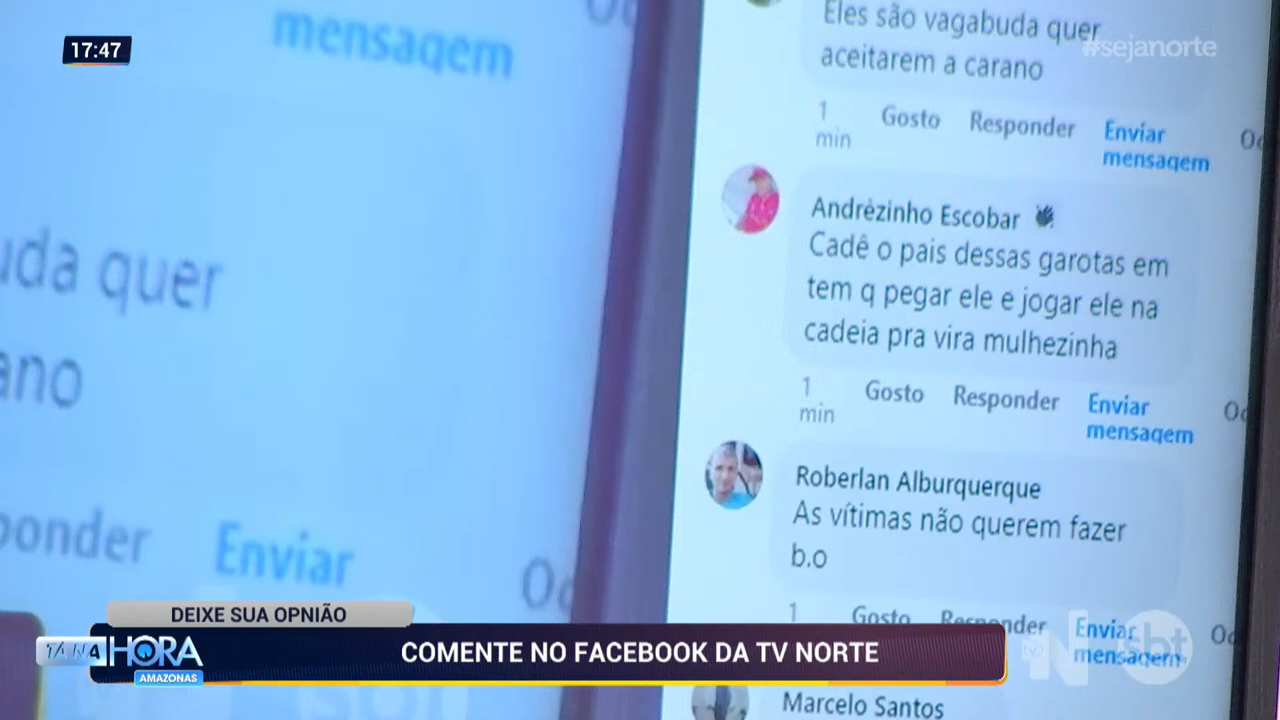 17:47
#sejanorte
mensagem
uda quer
ano
ponder
Enviar
Eles são vagabuda quer
aceitarem a carano
1
min
Gosto
Responder
Enviar
mensagem
Andrêzinho Escobar
Cadê o pais dessas garotas em
tem q pegar ele e jogar ele na
cadeia pra vira mulhezinha
1
min
Gosto
Responder
Enviar
mensagem
Roberlan Alburquerque
As vítimas não querem fazer
b.o
1
Gosto
Responder
Enviar
mensagem
Marcelo Santos
DEIXE SUA OPNIÃO
COMENTE NO FACEBOOK DA TV NORTE
TÁ NA HORA
AMAZONAS
N sbt